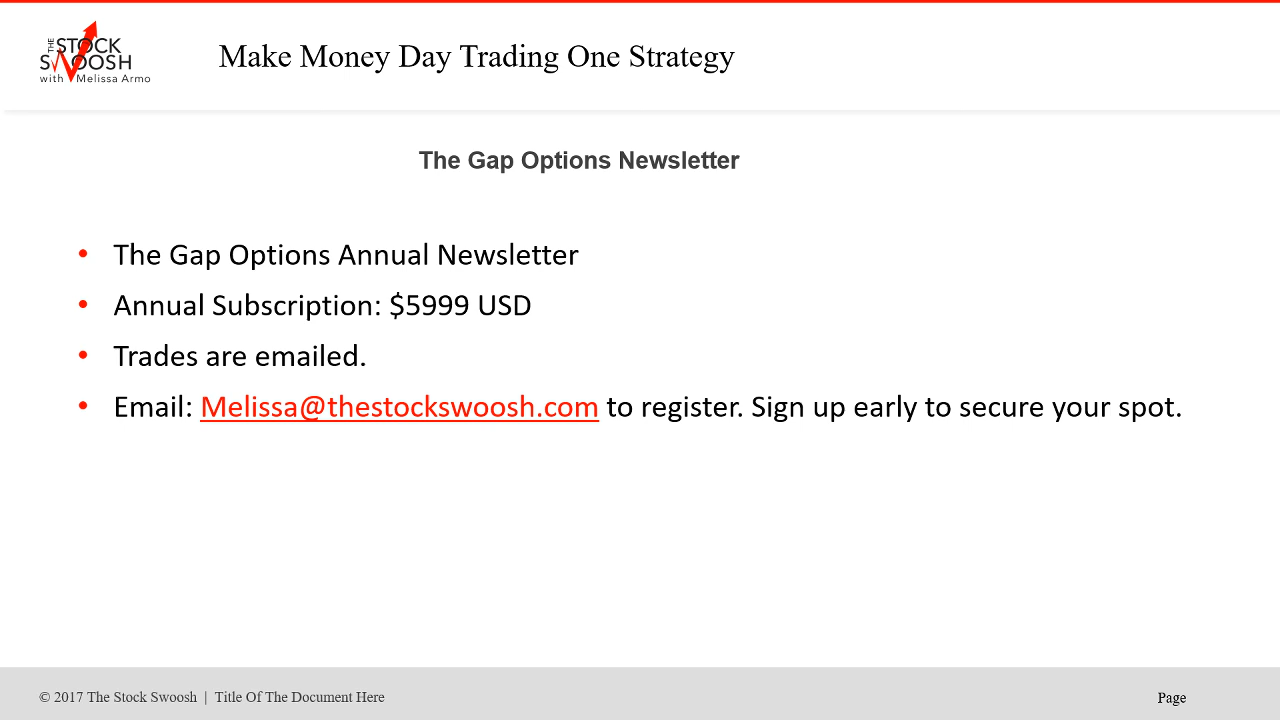 THE STOCK
SWOOSH
with Melissa Armo
Make Money Day Trading One Strategy
The Gap Options Newsletter
• The Gap Options Annual Newsletter
• Annual Subscription: $5999 USD
• Trades are emailed.
• Email: Melissa@thestockswoosh.com to register. Sign up early to secure your spot.
© 2017 The Stock Swoosh | Title Of The Document Here
Page